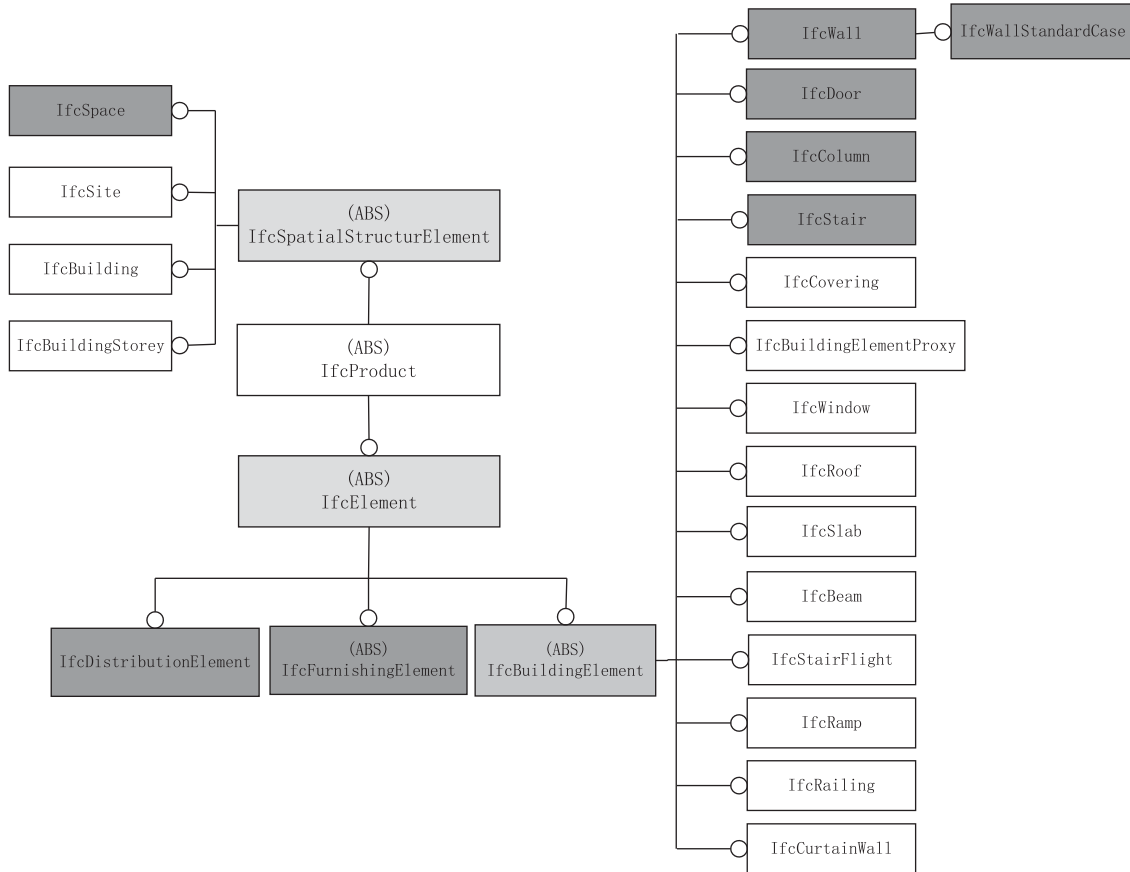 IfcSpace
IfcSite
IfcBuilding
IfcBuildingStorey
(ABS)
IfcSpatialStructurElement
(ABS)
IfcProduct
(ABS)
IfcElement
IfcDistributionElement
(ABS)
IfcFurnishingElement
(ABS)
IfcBuildingElement
IfcWall
IfcWallStandardCase
IfcDoor
IfcColumn
IfcStair
IfcCovering
IfcBuildingElementProxy
IfcWindow
IfcRoof
IfcSlab
IfcBeam
IfcStairFlight
IfcRamp
IfcRailing
IfcCurtainWall